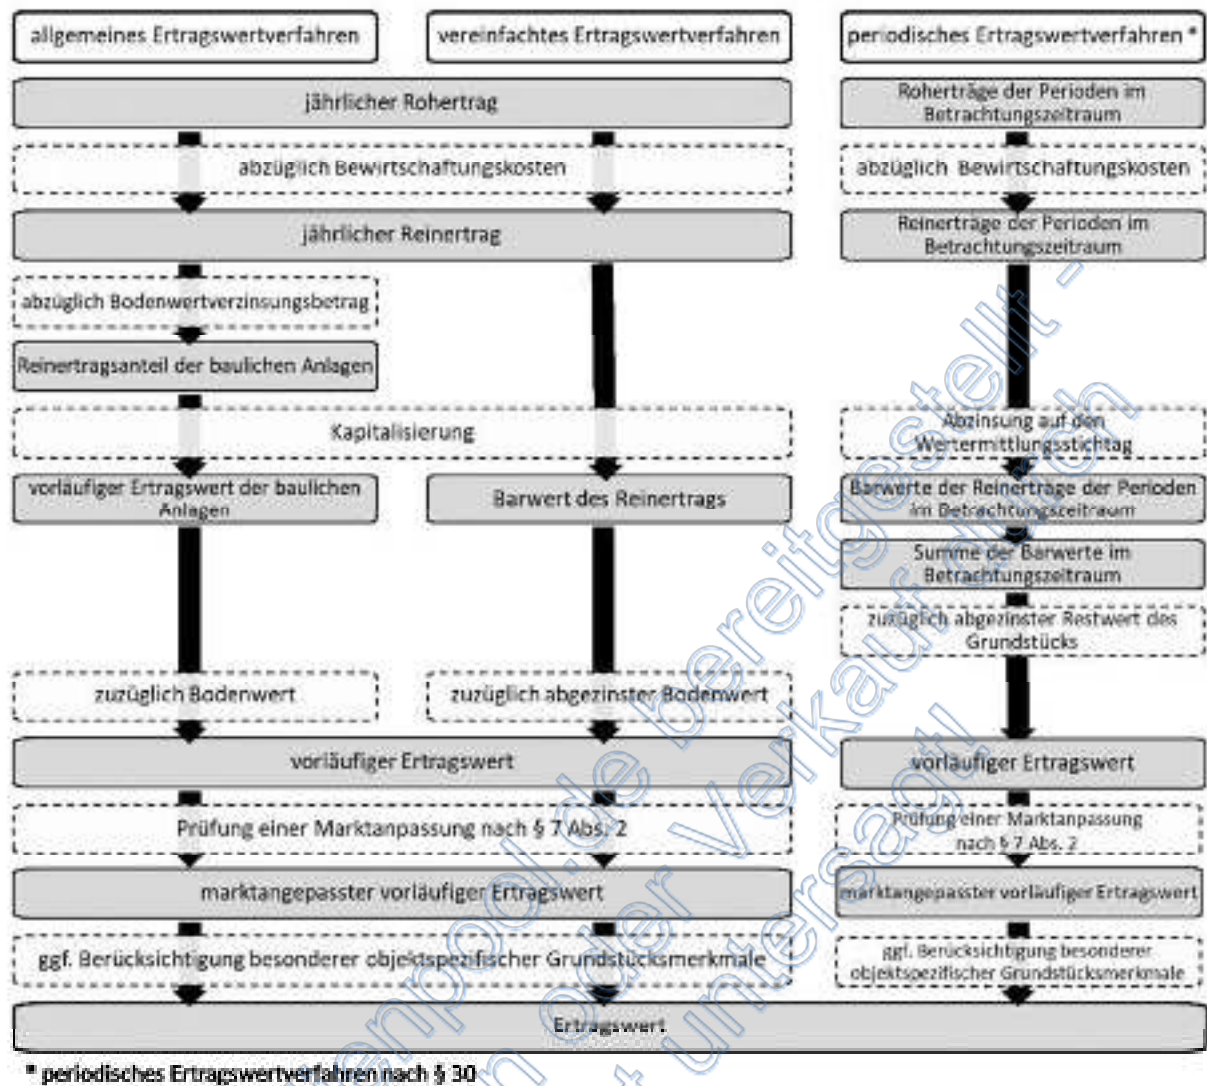 allgemeines Ertragswertverfahren
vereinfachtes Ertragswertverfahren
periodisches Ertragswertverfahren *
jährlicher Rohertrag
Roherträge der Perioden im
Betrachtungszeitraum
abzüglich Bewirtschaftungskosten
abzüglich Bewirtschaftungskosten
jährlicher Reinertrag
Reinerträge der Perioden im
Betrachtungszeitraum
abzüglich Bodenwertverzinsungsbetrag
Reinertragsanteil der baulichen Anlagen
Kapitalisierung
Abzinsung auf den
Wertermittlungsstichtag
vorläufiger Ertragswert der baulichen
Anlagen
Barwert des Reinertrags
Barwerte der Reinerträge der Perioden
im Betrachtungszeitraum
Summe der Barwerte im
Betrachtungszeitraum
zuzüglich abgezinster Restwert des
Grundstücks
zuzüglich Bodenwert
zuzüglich abgezinster Bodenwert
vorläufiger Ertragswert
vorläufiger Ertragswert
Prüfung einer Marktanpassung nach § 7 Abs. 2
Prüfung einer Marktanpassung
nach § 7 Abs. 2
marktangepasster vorläufiger Ertragswert
marktangepasster vorläufiger Ertragswert
ggf. Berücksichtigung besonderer objektspezifischer Grundstücksmerkmale
ggf. Berücksichtigung besonderer
objektspezifischer Grundstücksmerkmale
Ertragswert
* periodisches Ertragswertverfahren nach § 30
bereitgestellt -
oder Verkauf durch
untersagt!